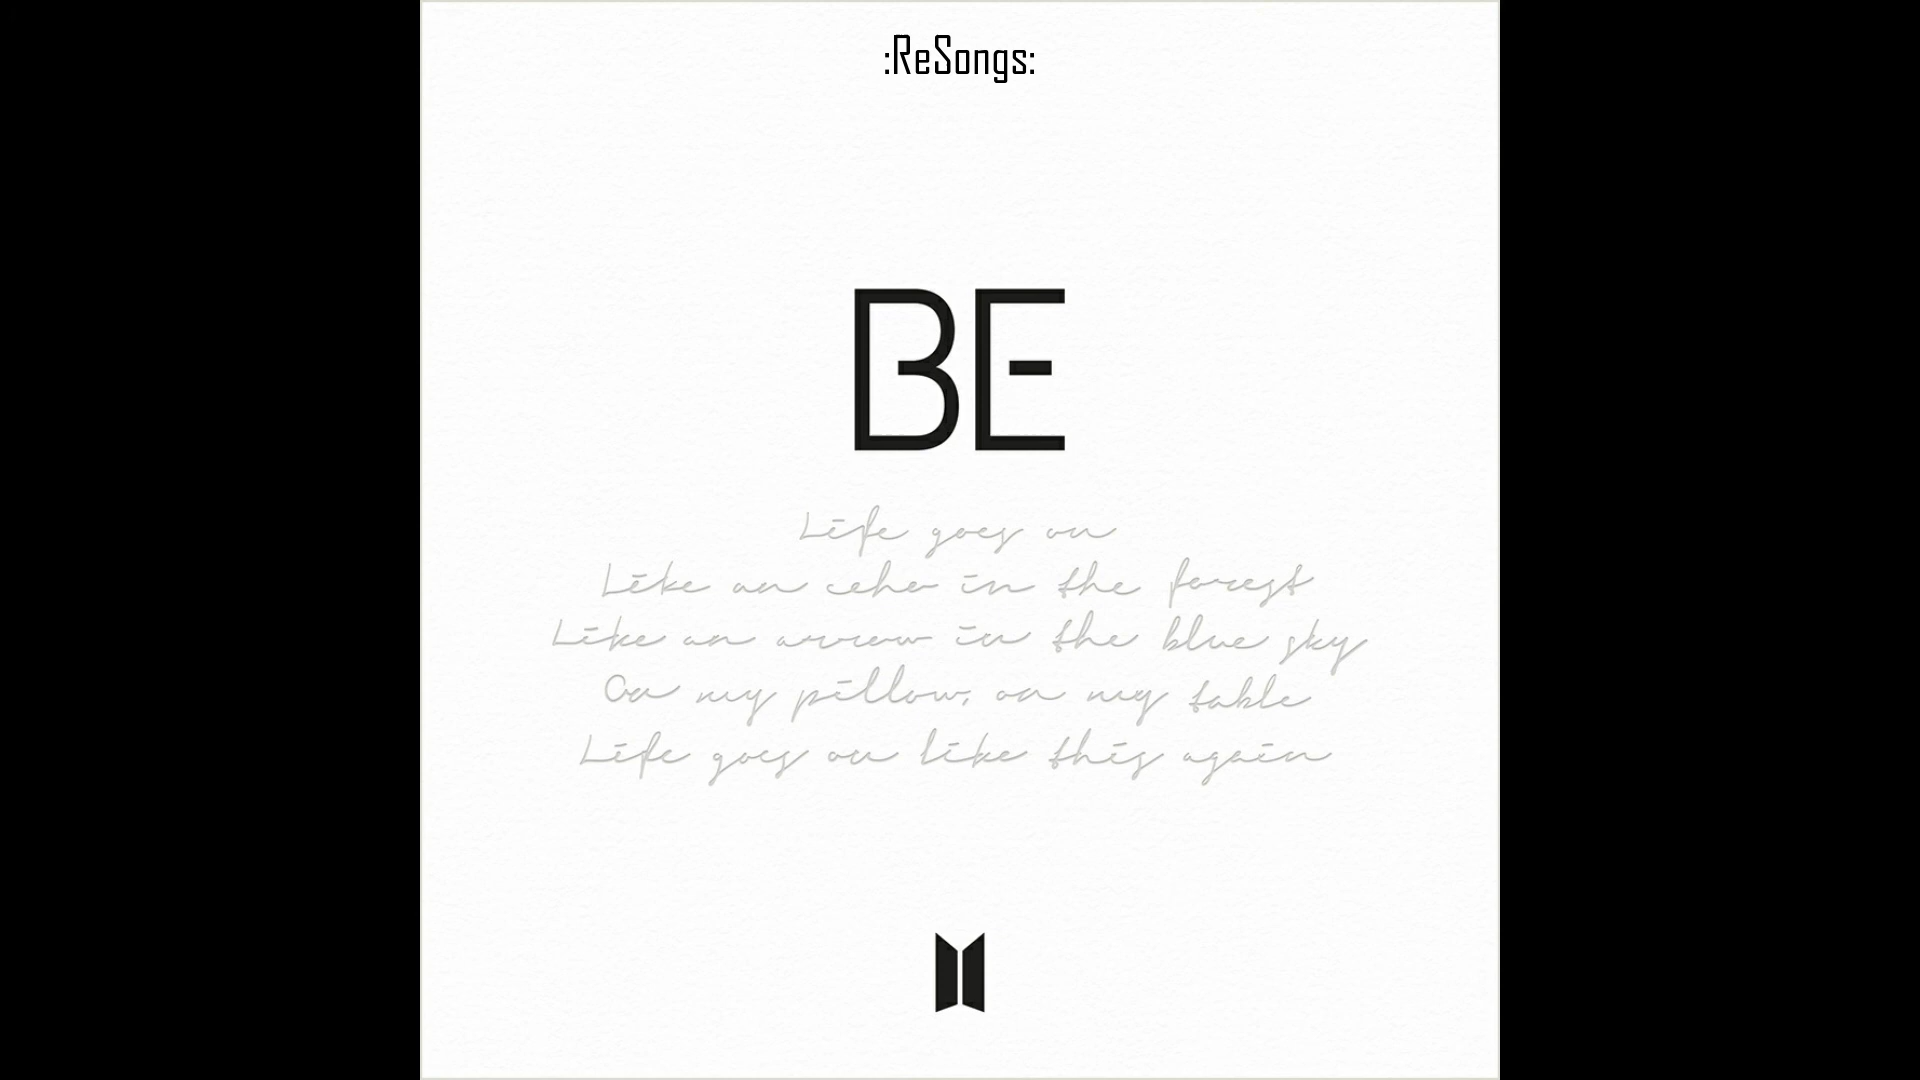 :ReSongs:
BE
Life goes on
Like an echo in the forest
Like an arrow in the blue sky
On my pillow, on my table
Life goes on like this again